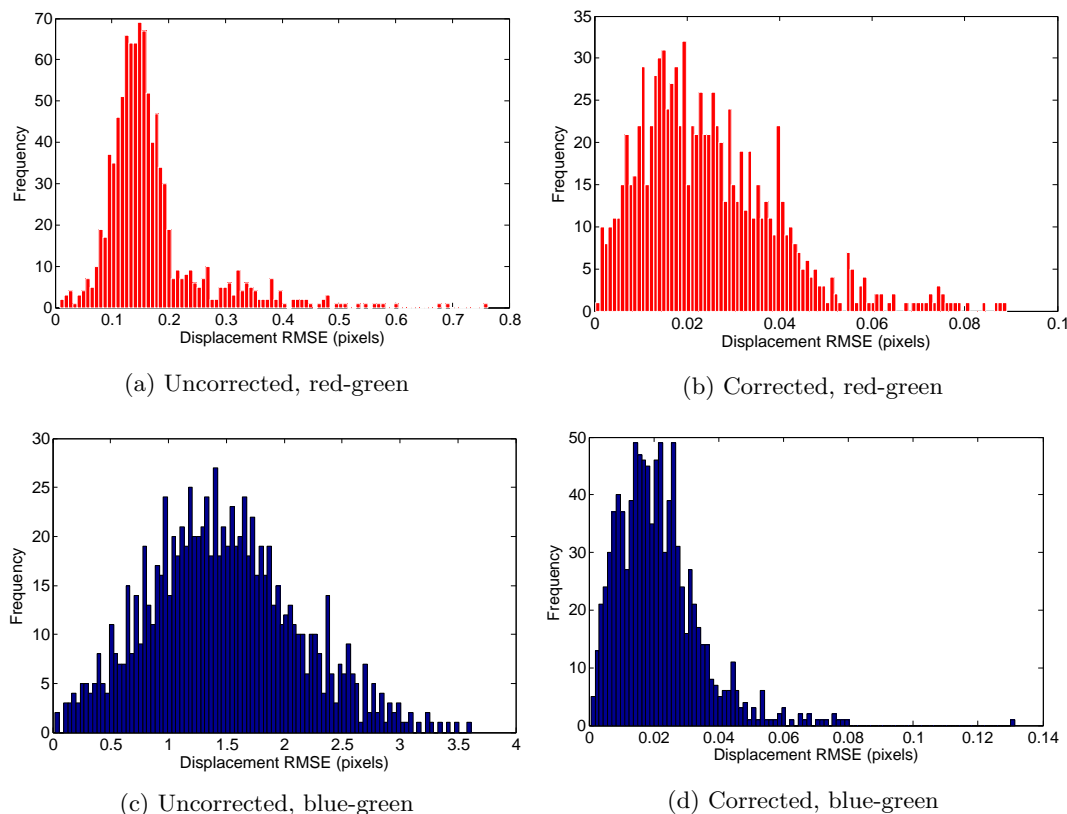 70
60
50
40
30
20
10
0
Frequency
0 0.1 0.2 0.3 0.4 0.5 0.6 0.7 0.8
Displacement RMSE (pixels)
(a) Uncorrected, red-green
35
30
25
20
15
10
5
0
Frequency
0 0.02 0.04 0.06 0.08 0.1
Displacement RMSE (pixels)
(b) Corrected, red-green
30
25
20
15
10
5
0
Frequency
0 0.5 1 1.5 2 2.5 3 3.5 4
Displacement RMSE (pixels)
(c) Uncorrected, blue-green
50
40
30
20
10
0
Frequency
0 0.02 0.04 0.06 0.08 0.1 0.12 0.14
Displacement RMSE (pixels)
(d) Corrected, blue-green